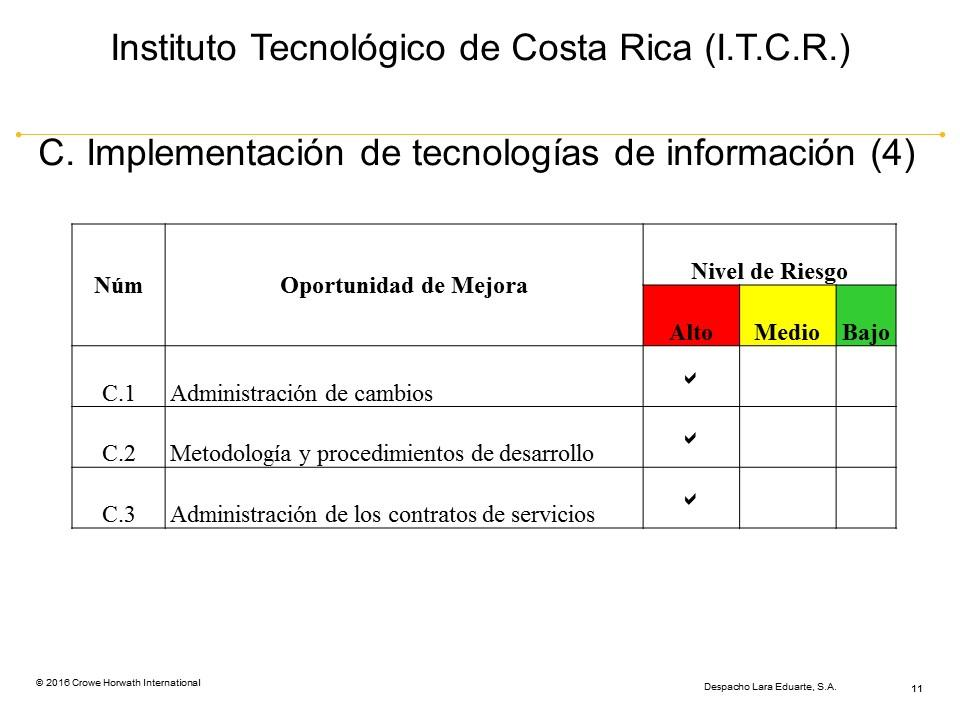 Instituto Tecnológico de Costa Rica (I.T.C.R.)
C. Implementación de tecnologías de información (4)
Núm Oportunidad de Mejora Nivel de Riesgo
Alto Medio Bajo
C.1 Administración de cambios
C.2 Metodología y procedimientos de desarrollo
C.3 Administración de los contratos de servicios
© 2016 Crowe Horwath International
Despacho Lara Eduarte, S.A. 11